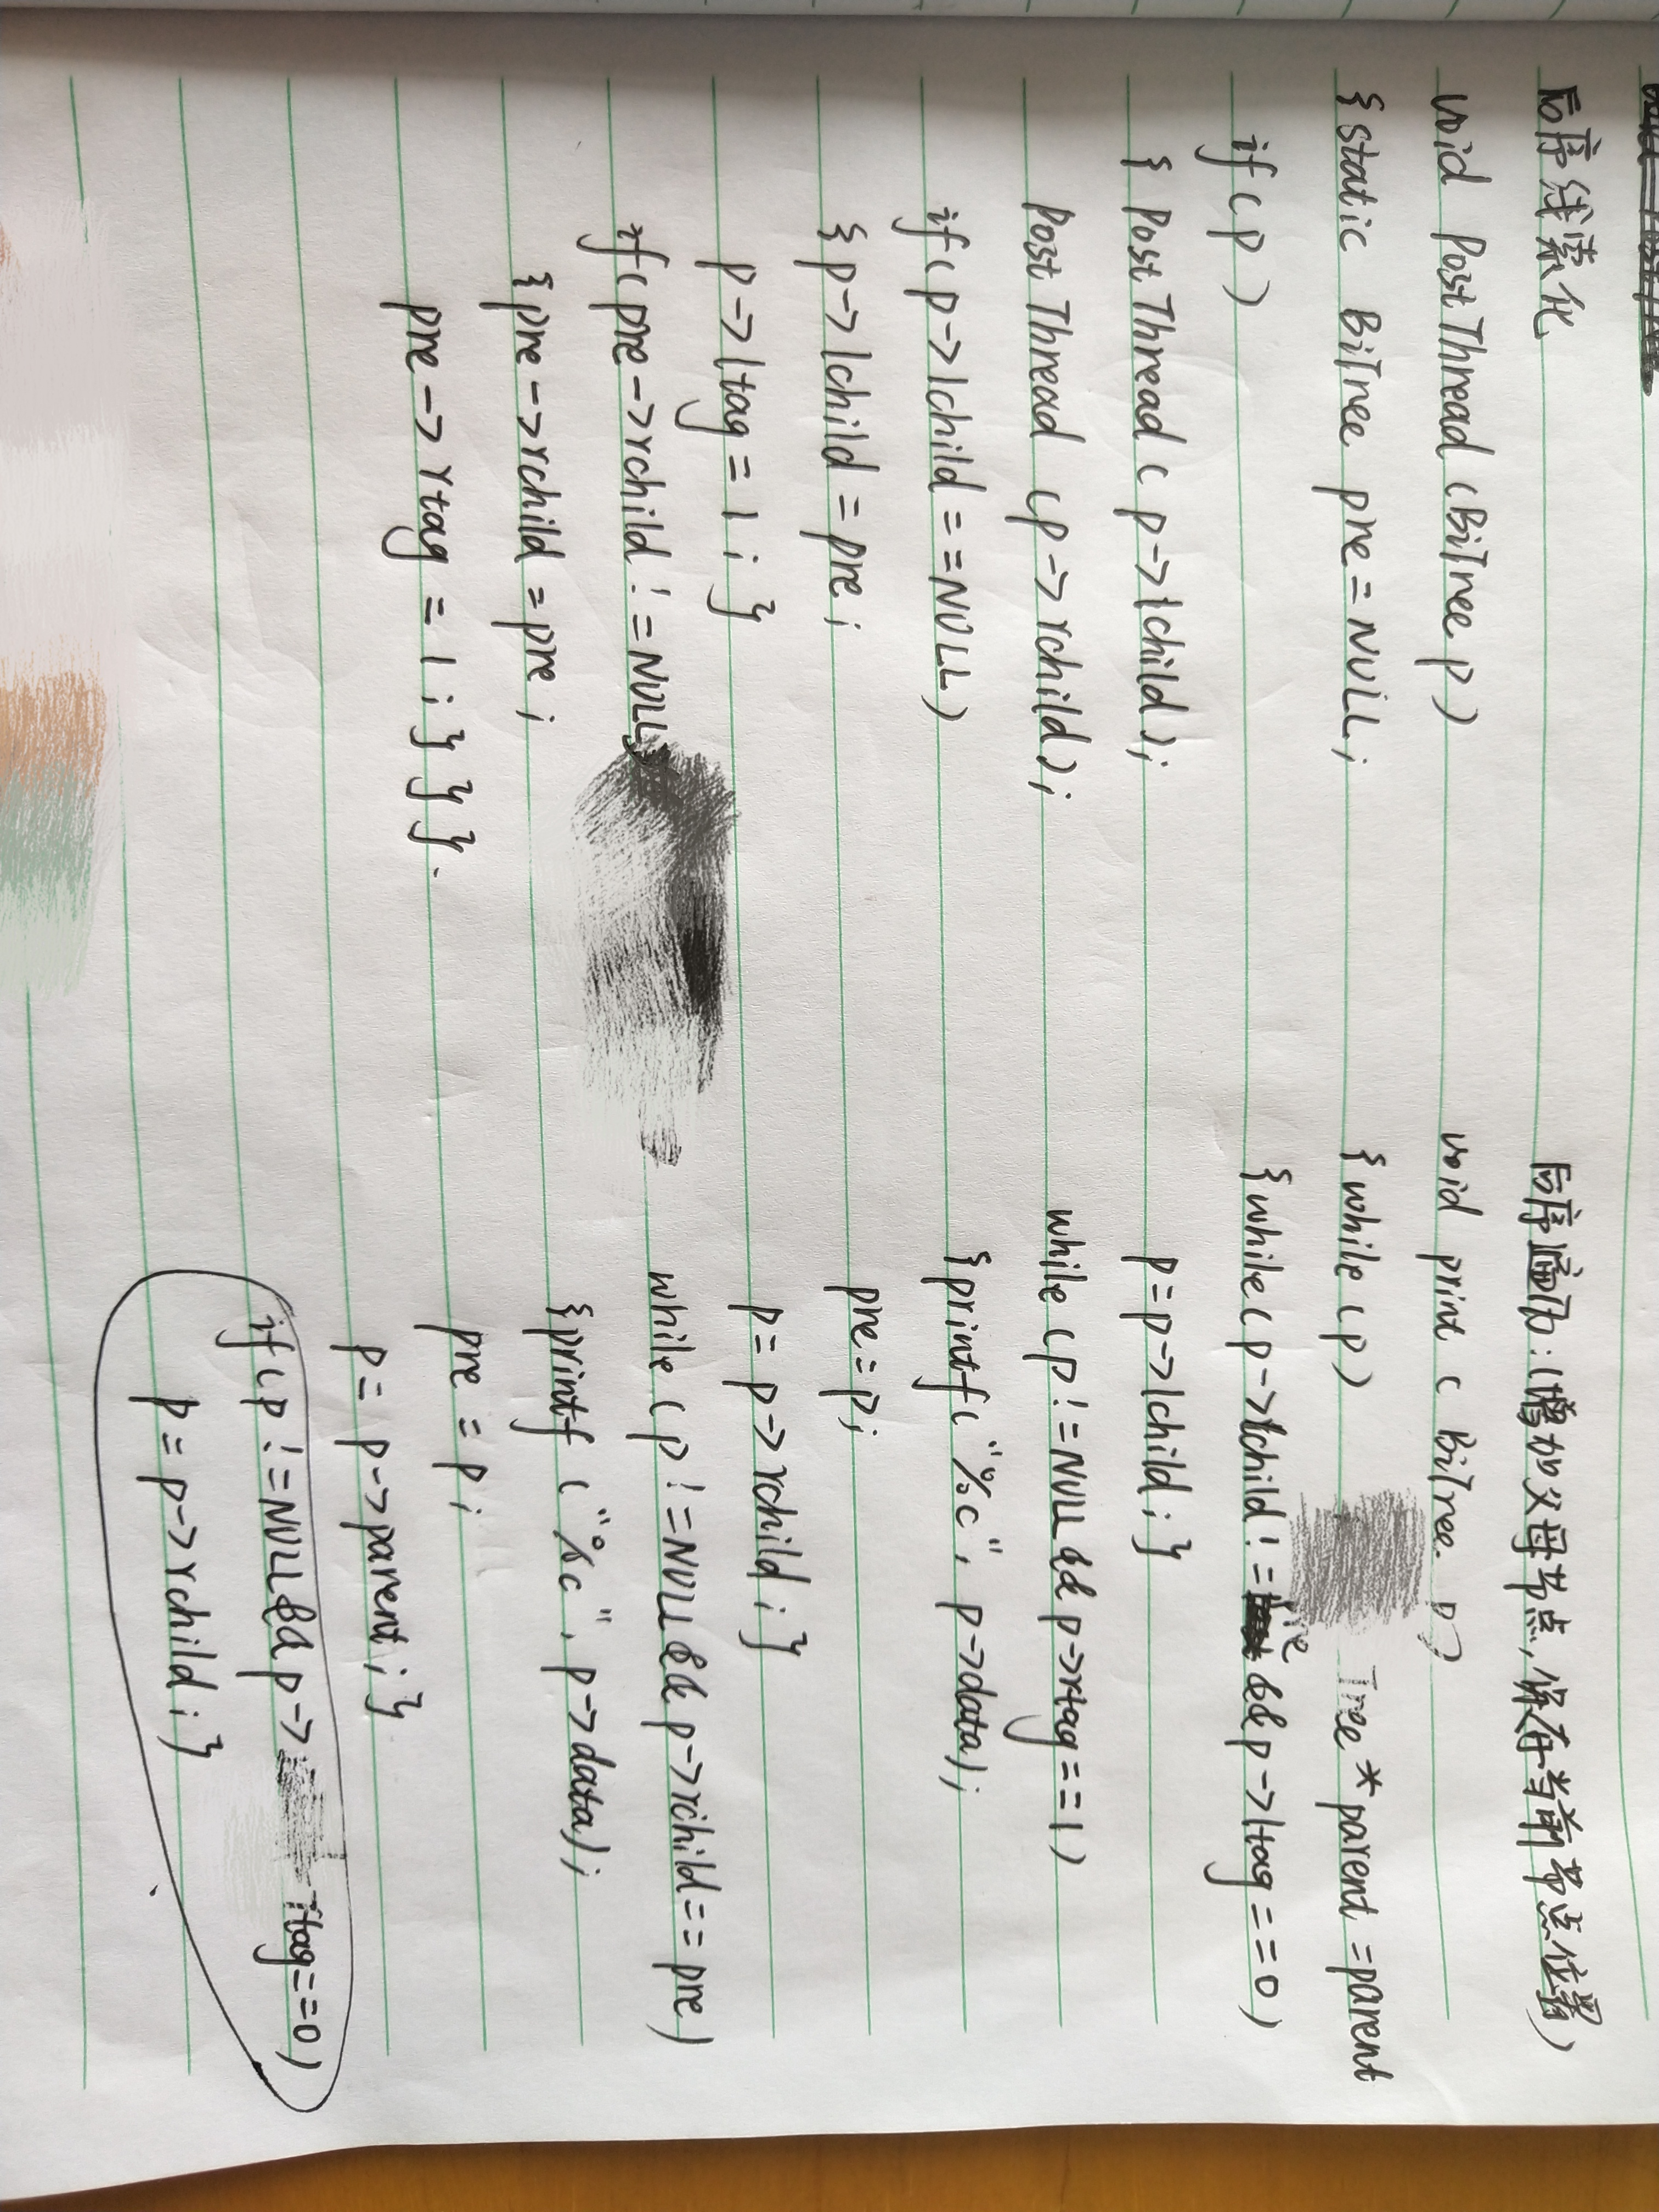 后序线索化
void PostThread (BiTree p)
{static BiTree pre=NULL;
if (p)
{ PostThread ( p->lchild);
PostThread (p->rchild);
if (p->lchild ==NULL)
{p->lchild = pre;
p->ltag = 1 ; }
if (pre->rchild !=NULL
{pre->rchild =pre ;
pre->rtag = 1 ; } } } .
后序遍历:(增加父母节点,保存当前节点位置)
void print ( BiTree p)
{while (p)
Tree * parent =parent
{while (p->lchild != && p->ltag == 0 )
p=p->lchild ; }
while (p !=NULL && p->rtag == 1 )
{printf( "%c", p->data) ;
pre=p;
p= p->rchild ; }
while (p !=NULL && p->rchild == pre)
{printf ( "%c", p->data) ;
pre = p ;
p= p->parent ; }
if (p !=NULL && p-> rtag==0 )
p = p->rchild ; }